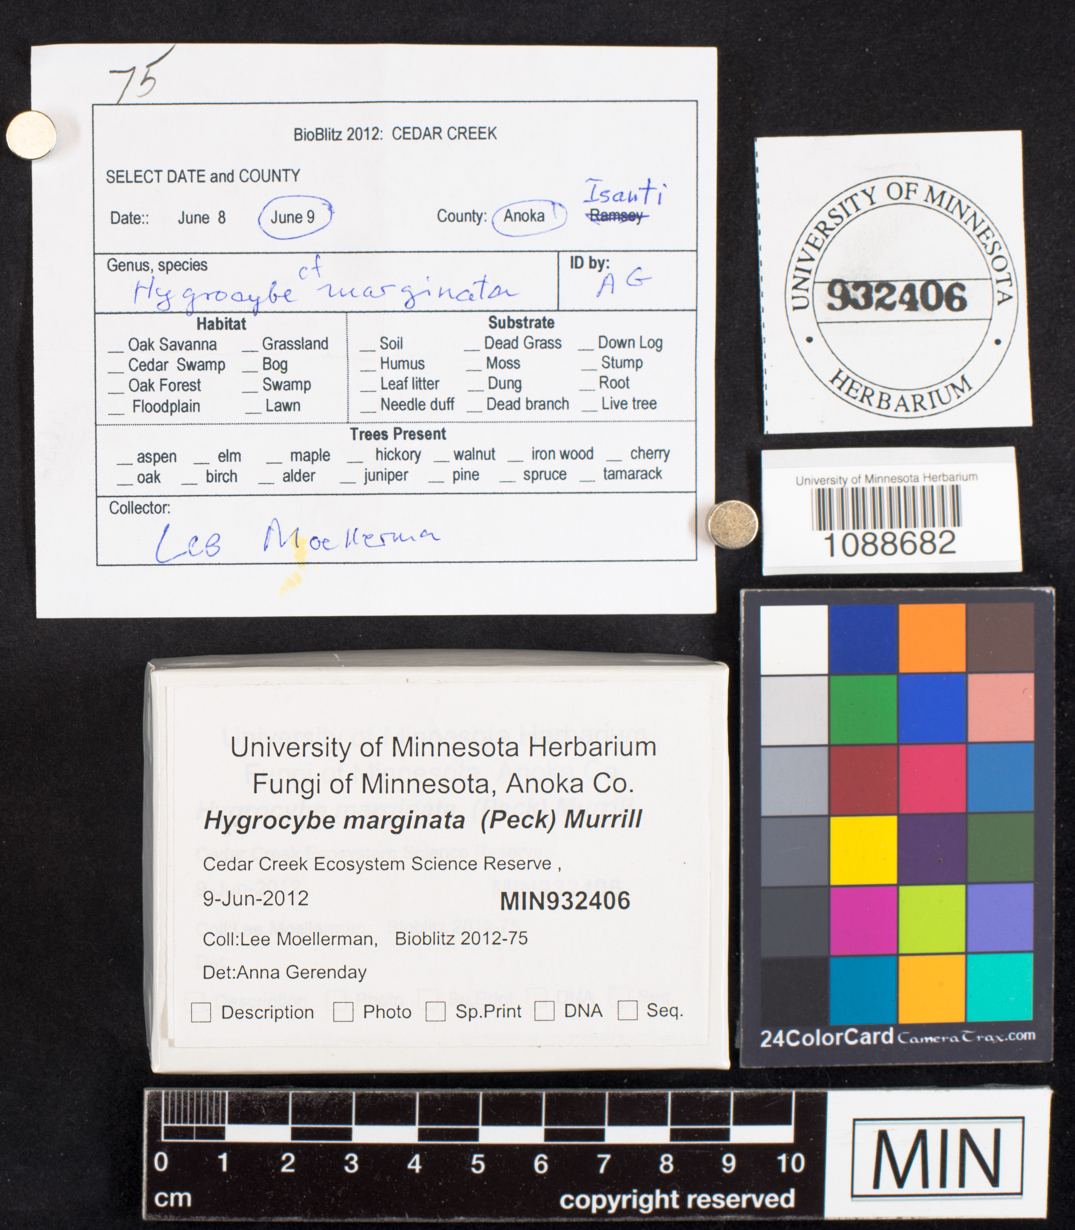 75
BioBlitz 2012: CEDAR CREEK
SELECT DATE and COUNTY
Isanti
Date:: June 8 June 9 County: Anoka Ramsey
Genus, species
cf
Hygrocybe marginata
ID by:
AG
Habitat
__ Oak Savanna __ Grassland
__ Cedar Swamp __ Bog
__ Oak Forest __ Swamp
__ Floodplain __ Lawn
Substrate
__ Soil __ Dead Grass __ Down Log
__ Humus __ Moss __ Stump
__ Leaf litter __ Dung __ Root
__ Needle duff __ Dead branch __ Live tree
Trees Present
__ aspen __ elm __ maple __ hickory __ walnut __ iron wood __ cherry
__ oak __ birch __ alder __ juniper __ pine __ spruce __ tamarack
Collector:
Lee Moellerman
UNIVERSITY OF MINNESOTA
932406
HERBARIUM
University of Minnesota Herbarium
1088682
University of Minnesota Herbarium
Fungi of Minnesota, Anoka Co.
Hygrocybe marginata (Peck) Murrill
Cedar Creek Ecosystem Science Reserve ,
9-Jun-2012 MIN932406
Coll:Lee Moellerman, Bioblitz 2012-75
Det:Anna Gerenday
Description Photo Sp.Print DNA Seq.
24ColorCard CameraTrax.com
0 1 2 3 4 5 6 7 8 9 10
cm copyright reserved
MIN